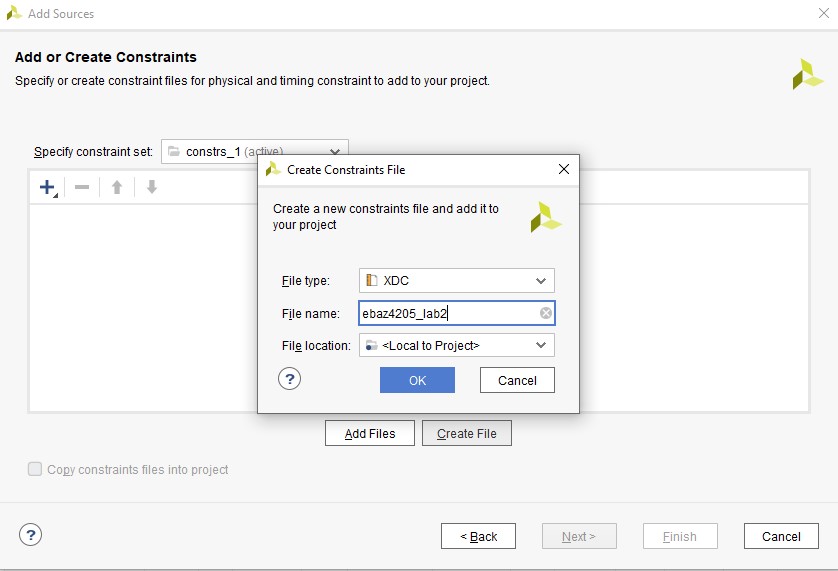 Add Sources
Add or Create Constraints
Specify or create constraint files for physical and timing constraint to add to your project.
Specify constraint set: constrs_1 (active)
Create Constraints File
Create a new constraints file and add it to
your project
File type: XDC
File name: ebaz4205_lab2
File location: <Local to Project>
? OK Cancel
Add Files Create File
Copy constraints files into project
? < Back Next > Finish Cancel